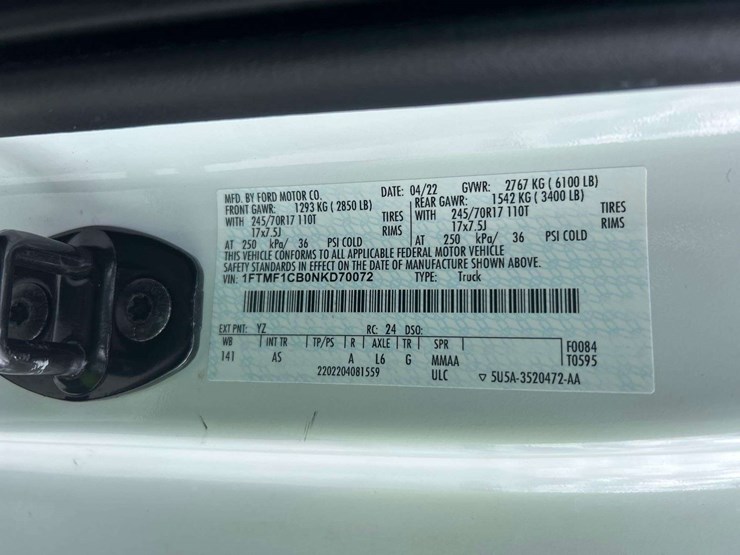 MFD. BY FORD MOTOR CO. DATE: 04/22 GVWR: 2767 KG ( 6100 LB)
FRONT GAWR: 1293 KG ( 2850 LB) REAR GAWR: 1542 KG ( 3400 LB)
WITH 245/70R17 110T TIRES WITH 245/70R17 110T TIRES
17x7.5J RIMS 17x7.5J RIMS
AT 250 kPa/ 36 PSI COLD AT 250 kPa/ 36 PSI COLD
THIS VEHICLE CONFORMS TO ALL APPLICABLE FEDERAL MOTOR VEHICLE
SAFETY STANDARDS IN EFFECT ON THE DATE OF MANUFACTURE SHOWN ABOVE.
VIN: 1FTMF1CB0NKD70072 TYPE: Truck
EXT PNT: YZ RC: 24 DSO:
WB INT TR TP/PS R AXLE TR SPR F0084
141 AS A L6 G MMAA T0595
2202204081559 ULC ▽ 5U5A-3520472-AA